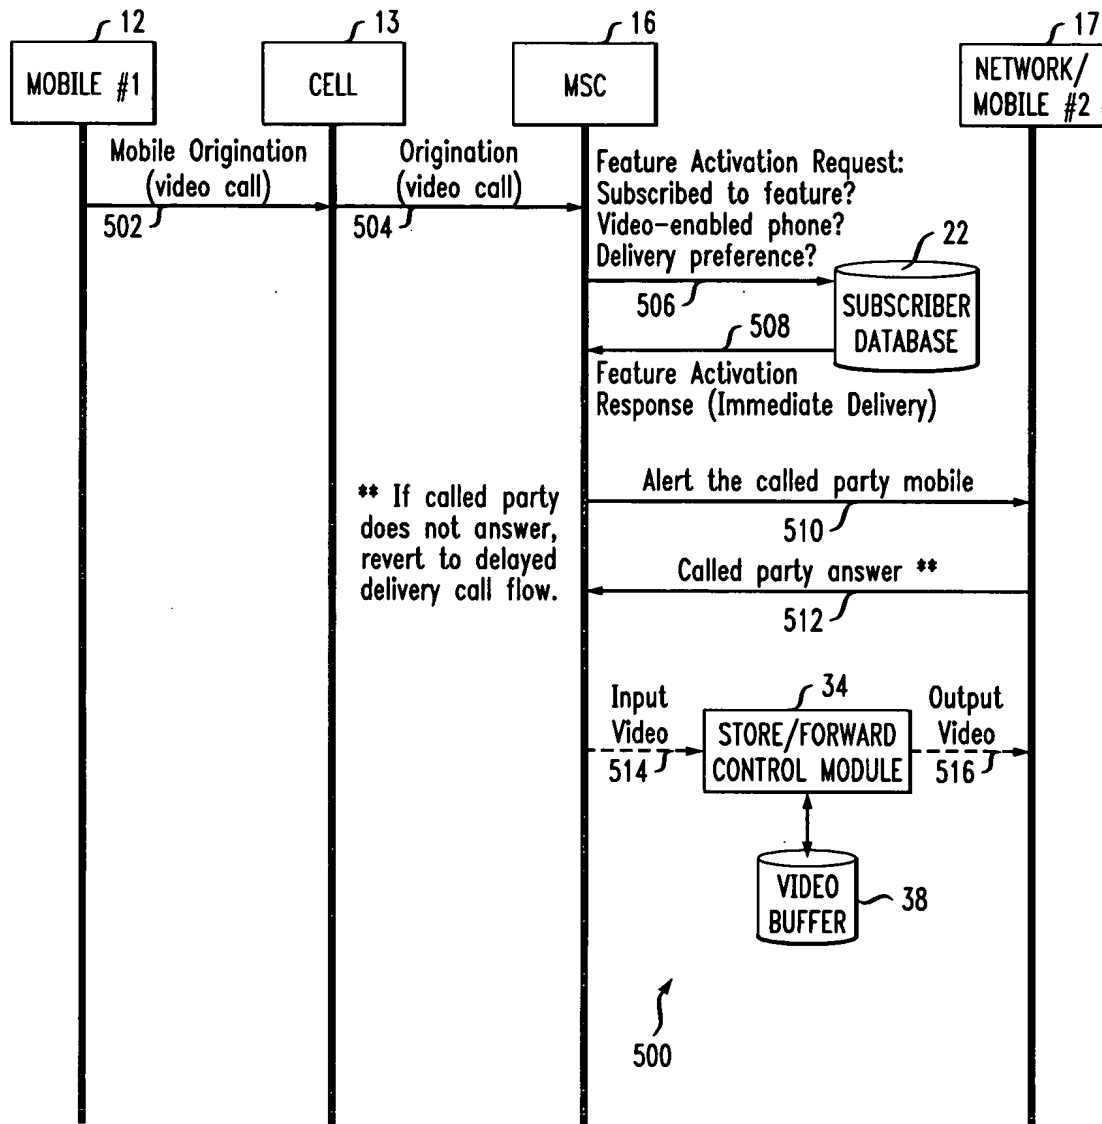 12
13
16
17
MOBILE #1
CELL
MSC
NETWORK/
MOBILE #2
Mobile Origination
(video call)
502
Origination
(video call)
504
Feature Activation Request:
Subscribed to feature?
Video-enabled phone?
Delivery preference?
506
22
SUBSCRIBER
DATABASE
508
Feature Activation
Response (Immediate Delivery)
** If called party
does not answer,
revert to delayed
delivery call flow.
Alert the called party mobile
510
Called party answer **
512
Input
Video
514
34
STORE/FORWARD
CONTROL MODULE
Output
Video
516
VIDEO
BUFFER
38
500